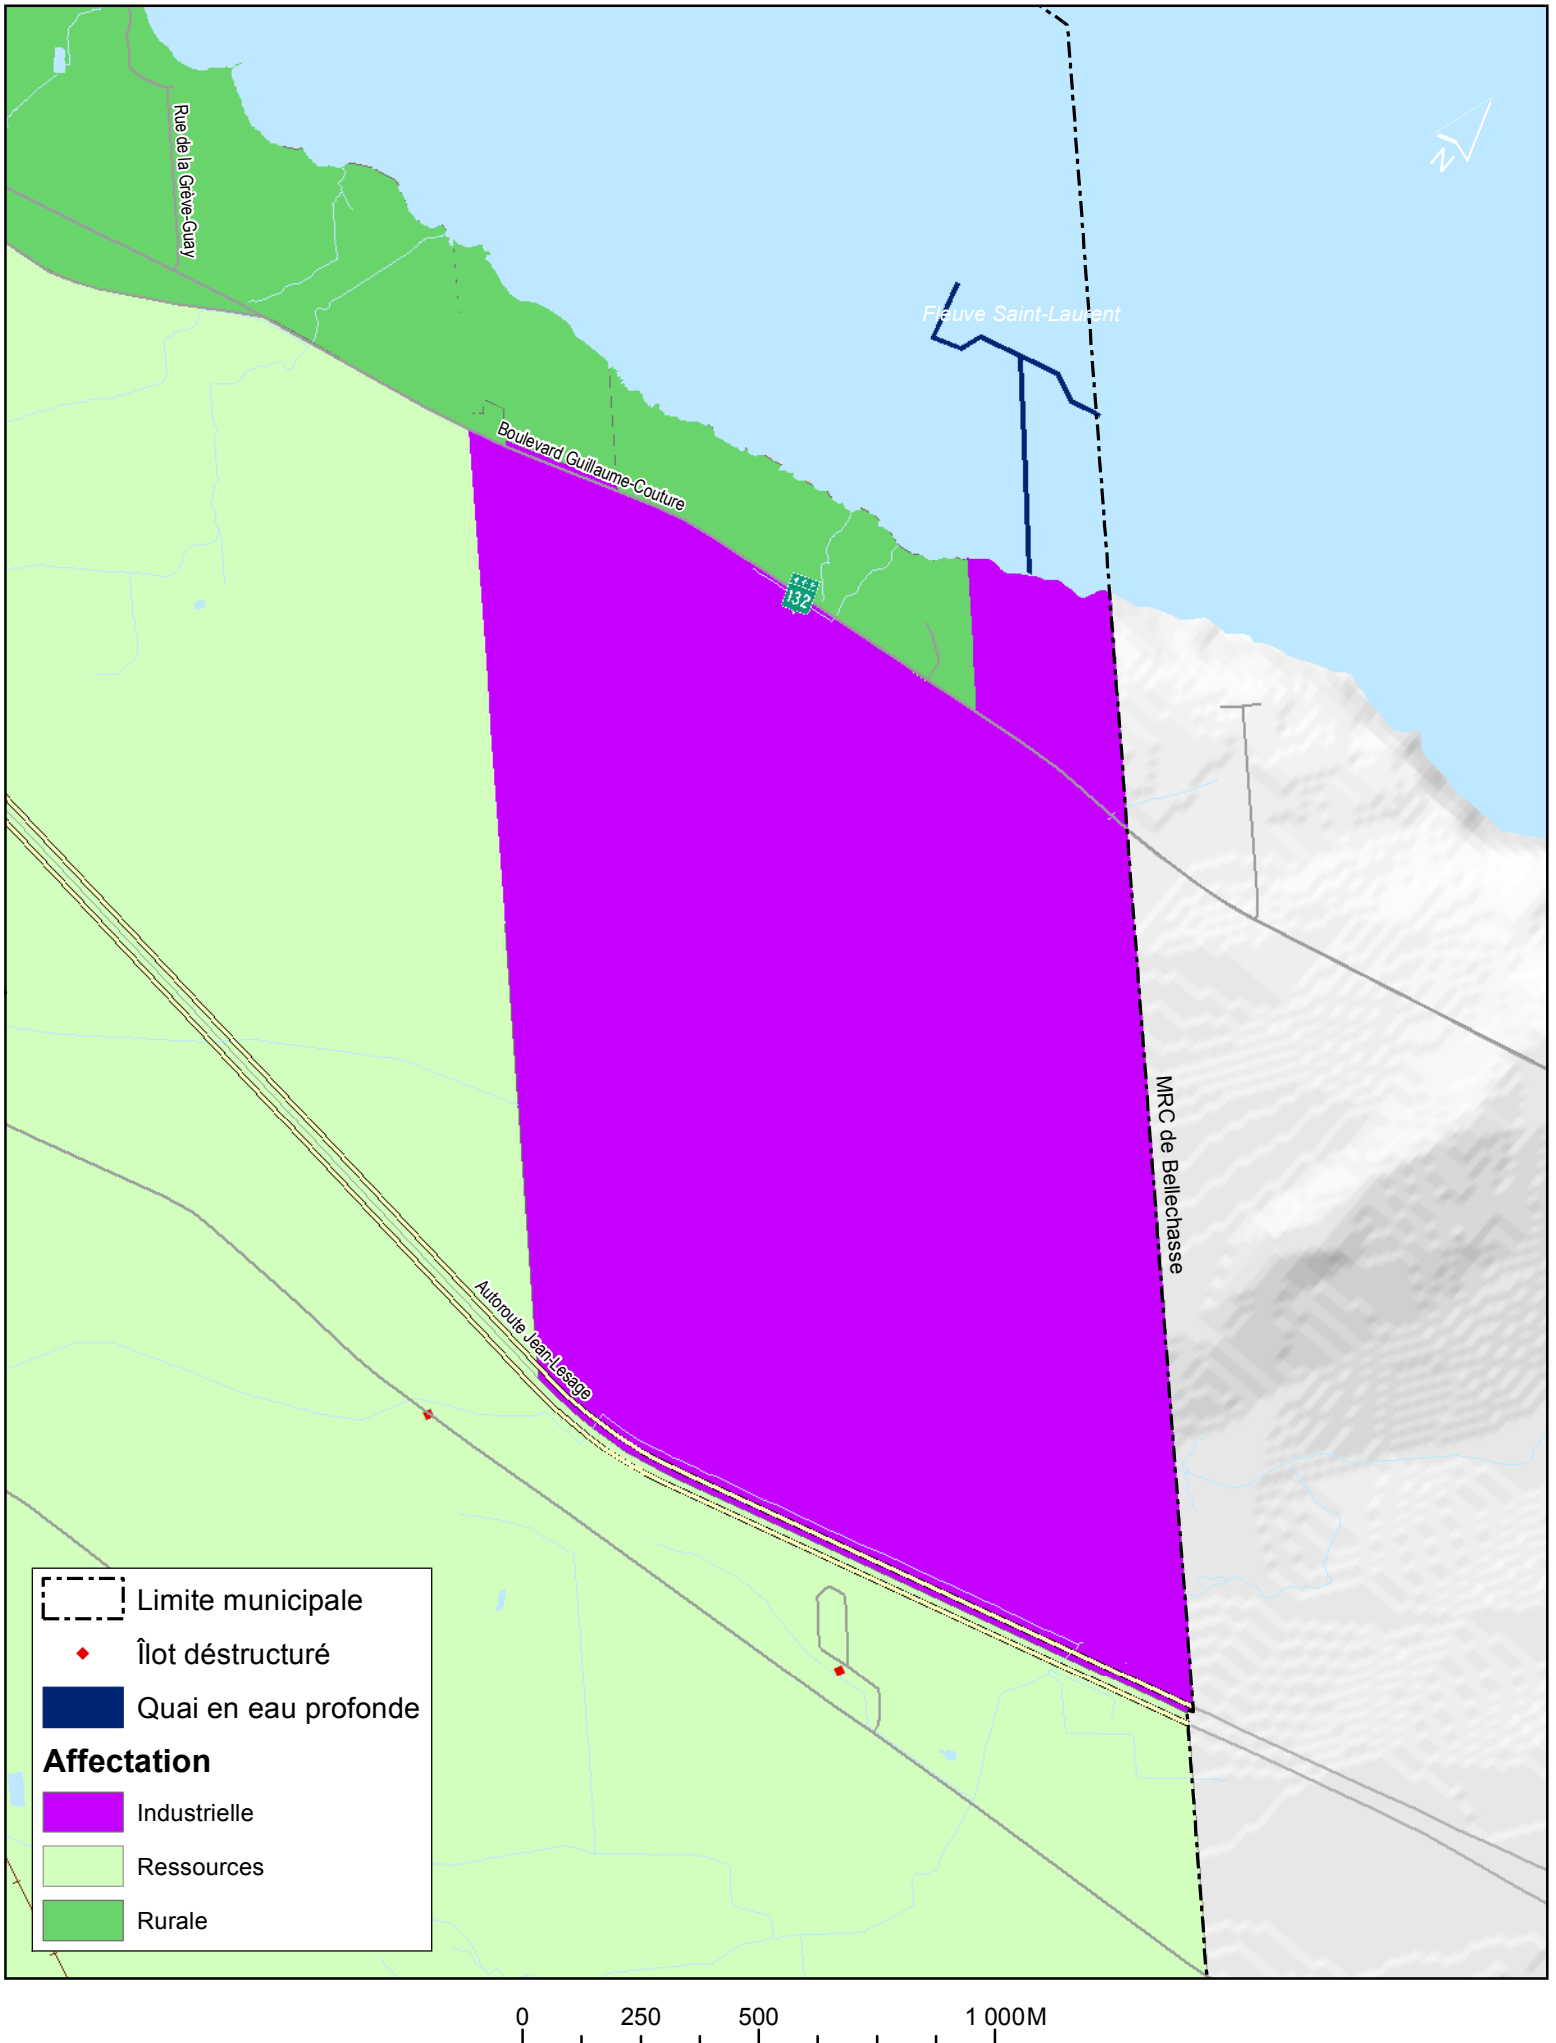 Rue de la Grève-Guay
N
Fleuve Saint-Laurent
Boulevard Guillaume-Couture
132
MRC de Bellechasse
Autoroute Jean-Lesage
Limite municipale
Îlot déstructuré
Quai en eau profonde
Affectation
Industrielle
Ressources
Rurale
0 250 500 1 000M